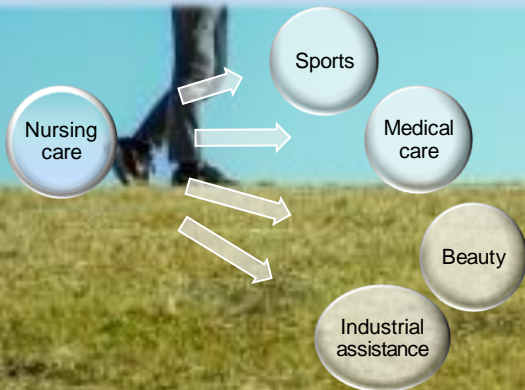 Sports
Nursing
care
Medical
care
Beauty
Industrial
assistance